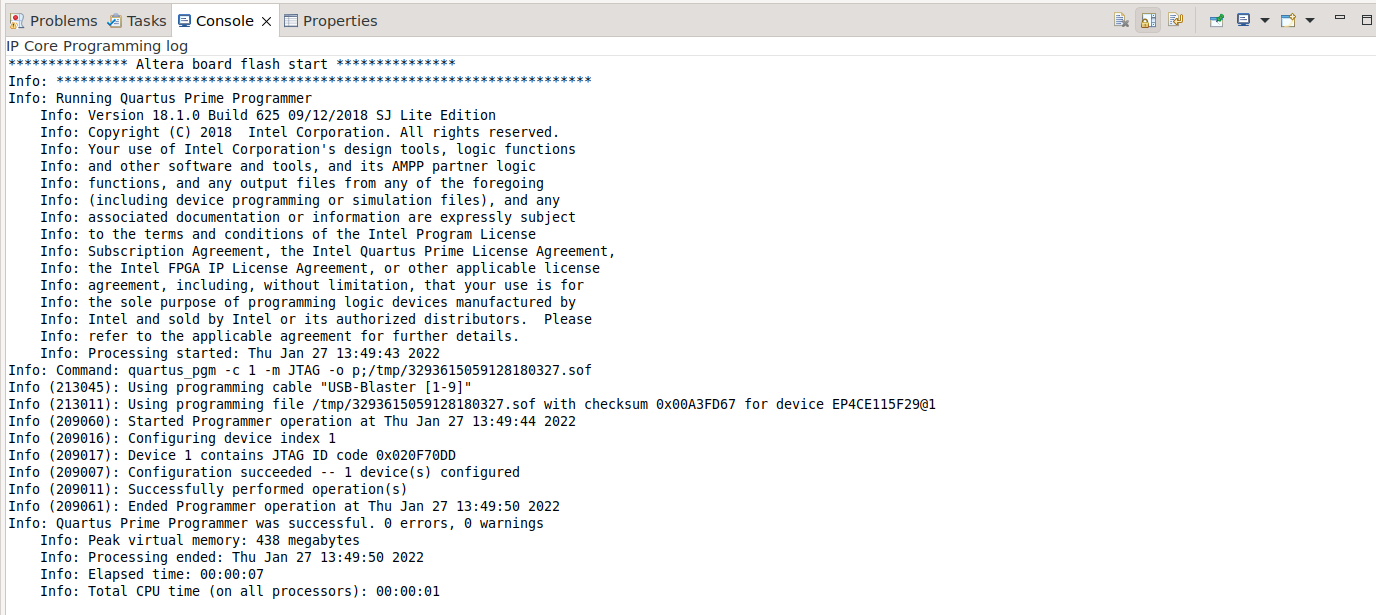 Problems Tasks Console Properties
IP Core Programming log
*************** Altera board flash start ***************
Info: *******************************************************************
Info: Running Quartus Prime Programmer
    Info: Version 18.1.0 Build 625 09/12/2018 SJ Lite Edition
    Info: Copyright (C) 2018  Intel Corporation. All rights reserved.
    Info: Your use of Intel Corporation's design tools, logic functions
    Info: and other software and tools, and its AMPP partner logic
    Info: functions, and any output files from any of the foregoing
    Info: (including device programming or simulation files), and any
    Info: associated documentation or information are expressly subject
    Info: to the terms and conditions of the Intel Program License
    Info: Subscription Agreement, the Intel Quartus Prime License Agreement,
    Info: the Intel FPGA IP License Agreement, or other applicable license
    Info: agreement, including, without limitation, that your use is for
    Info: the sole purpose of programming logic devices manufactured by
    Info: Intel and sold by Intel or its authorized distributors.  Please
    Info: refer to the applicable agreement for further details.
    Info: Processing started: Thu Jan 27 13:49:43 2022
Info: Command: quartus_pgm -c 1 -m JTAG -o p;/tmp/3293615059128180327.sof
Info (213045): Using programming cable "USB-Blaster [1-9]"
Info (213011): Using programming file /tmp/3293615059128180327.sof with checksum 0x00A3FD67 for device EP4CE115F29@1
Info (209060): Started Programmer operation at Thu Jan 27 13:49:44 2022
Info (209016): Configuring device index 1
Info (209017): Device 1 contains JTAG ID code 0x020F70DD
Info (209007): Configuration succeeded -- 1 device(s) configured
Info (209011): Successfully performed operation(s)
Info (209061): Ended Programmer operation at Thu Jan 27 13:49:50 2022
Info: Quartus Prime Programmer was successful. 0 errors, 0 warnings
    Info: Peak virtual memory: 438 megabytes
    Info: Processing ended: Thu Jan 27 13:49:50 2022
    Info: Elapsed time: 00:00:07
    Info: Total CPU time (on all processors): 00:00:01